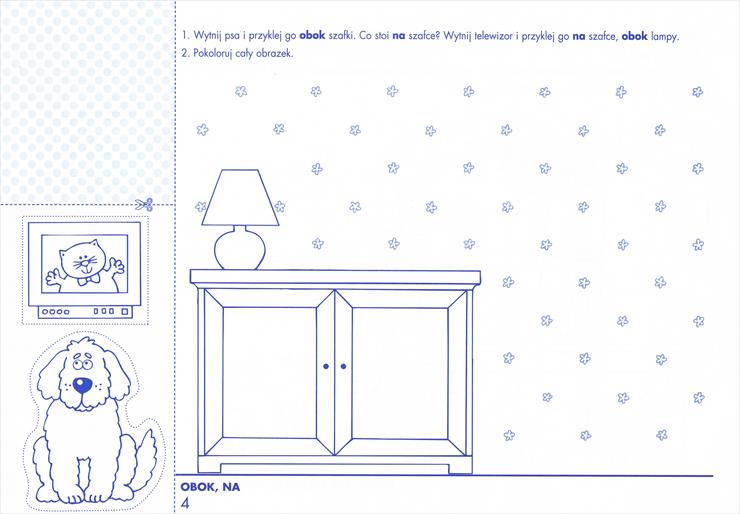 1. Wytnij psa i przyklej go obok szafki. Co stoi na szafce? Wytnij telewizor i przyklej go na szafce, obok lampy.
2. Pokoloruj cały obrazek.
OBOK, NA
4